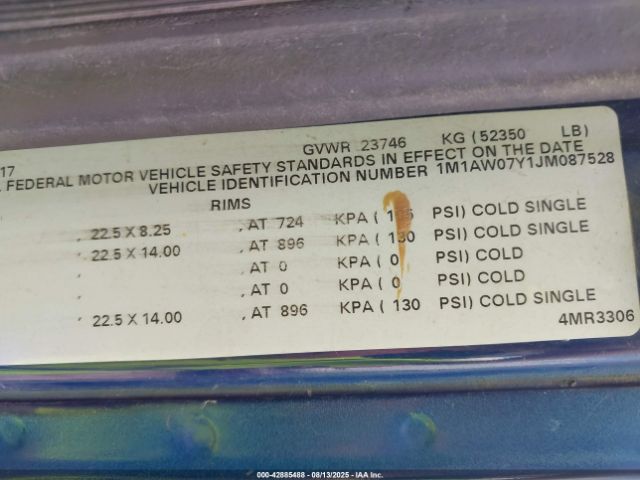 17 GVWR 23746 KG (52350 LB)
FEDERAL MOTOR VEHICLE SAFETY STANDARDS IN EFFECT ON THE DATE
VEHICLE IDENTIFICATION NUMBER 1M1AW07Y1JM087528
RIMS
, 22.5 X 8.25 , AT 724 KPA ( PSI) COLD SINGLE
, 22.5 X 14.00 , AT 896 KPA ( 130 PSI) COLD SINGLE
, , AT 0 KPA ( 0 PSI) COLD
, , AT 0 KPA ( 0 PSI) COLD
, 22.5 X 14.00 , AT 896 KPA ( 130 PSI) COLD SINGLE
4MR3306
000-42885488 - 08/13/2025 - IAA Inc.